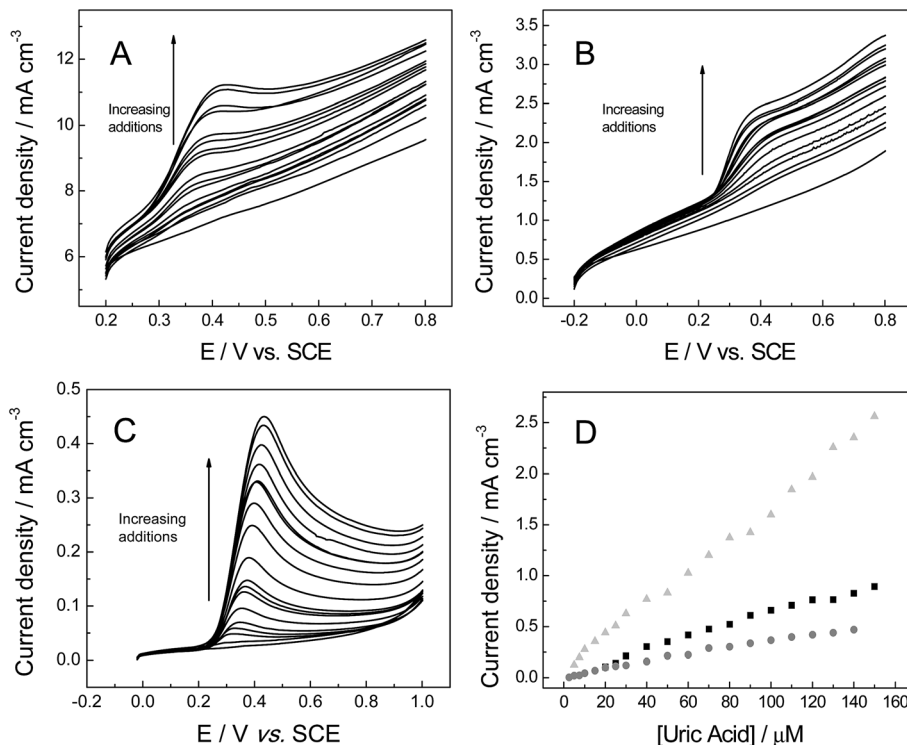 A
Increasing
additions
Current density / mA cm-3
12
10
8
6
0.2 0.3 0.4 0.5 0.6 0.7 0.8
E / V vs. SCE
B
Increasing
additions
Current density / mA cm-3
3.5
3.0
2.5
2.0
1.5
1.0
0.5
0.0
-0.2 0.0 0.2 0.4 0.6 0.8
E / V vs. SCE
C
Increasing
additions
Current density / mA cm-3
0.5
0.4
0.3
0.2
0.1
0.0
0.0 0.2 0.4 0.6 0.8 1.0
E / V vs. SCE
D
Current density / mA cm-3
2.5
2.0
1.5
1.0
0.5
0.0
0 20 40 60 80 100 120 140 160
[Uric Acid] / μM